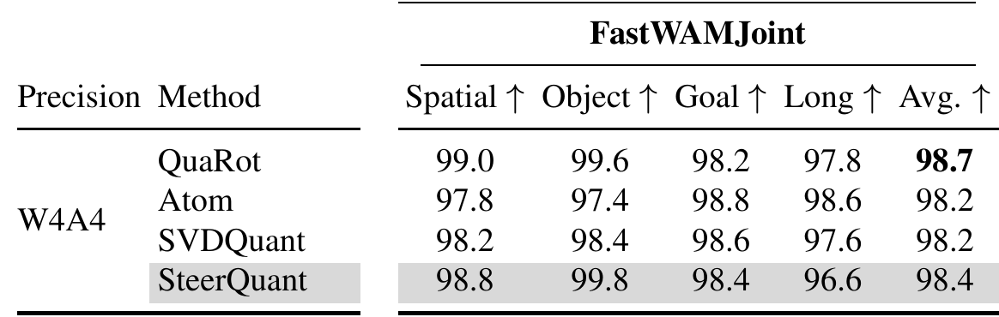 FastWAMJoint
Precision Method Spatial ↑ Object ↑ Goal ↑ Long ↑ Avg. ↑
QuaRot 99.0 99.6 98.2 97.8 98.7
Atom 97.8 97.4 98.8 98.6 98.2
W4A4
SVDQuant 98.2 98.4 98.6 97.6 98.2
SteerQuant 98.8 99.8 98.4 96.6 98.4